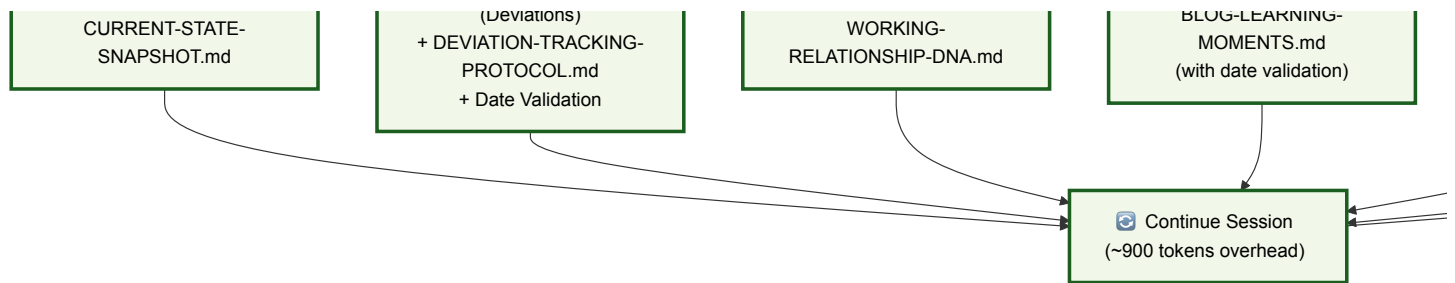 CURRENT-STATE-
SNAPSHOT.md
(Deviations)
+ DEVIATION-TRACKING-
PROTOCOL.md
+ Date Validation
WORKING-
RELATIONSHIP-DNA.md
BLOG-LEARNING-
MOMENTS.md
(with date validation)
Continue Session
(~900 tokens overhead)